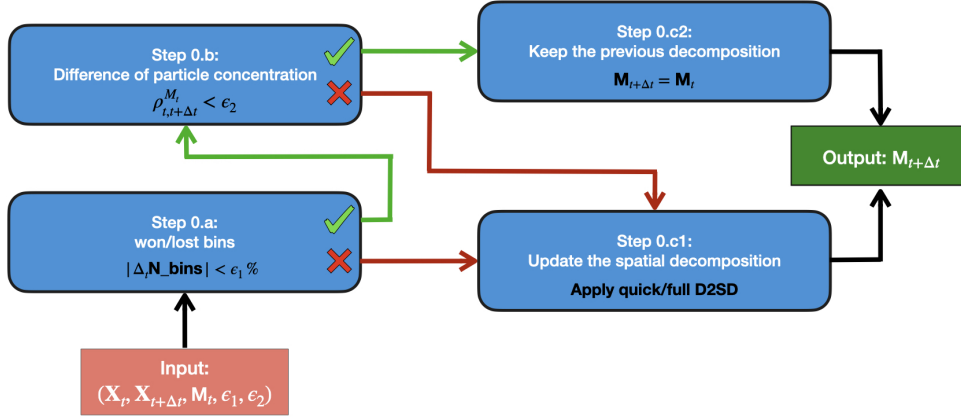 Step 0.b:
Difference of particle concentration
ρ_{t,t+Δt}^{M_t} < ϵ_2
Step 0.c2:
Keep the previous decomposition
M_{t+Δt} = M_t
Output: M_{t+Δt}
Step 0.a:
won/lost bins
|Δ_t N_bins| < ϵ_1 %
Step 0.c1:
Update the spatial decomposition
Apply quick/full D2SD
Input:
(X_t, X_{t+Δt}, M_t, ϵ_1, ϵ_2)